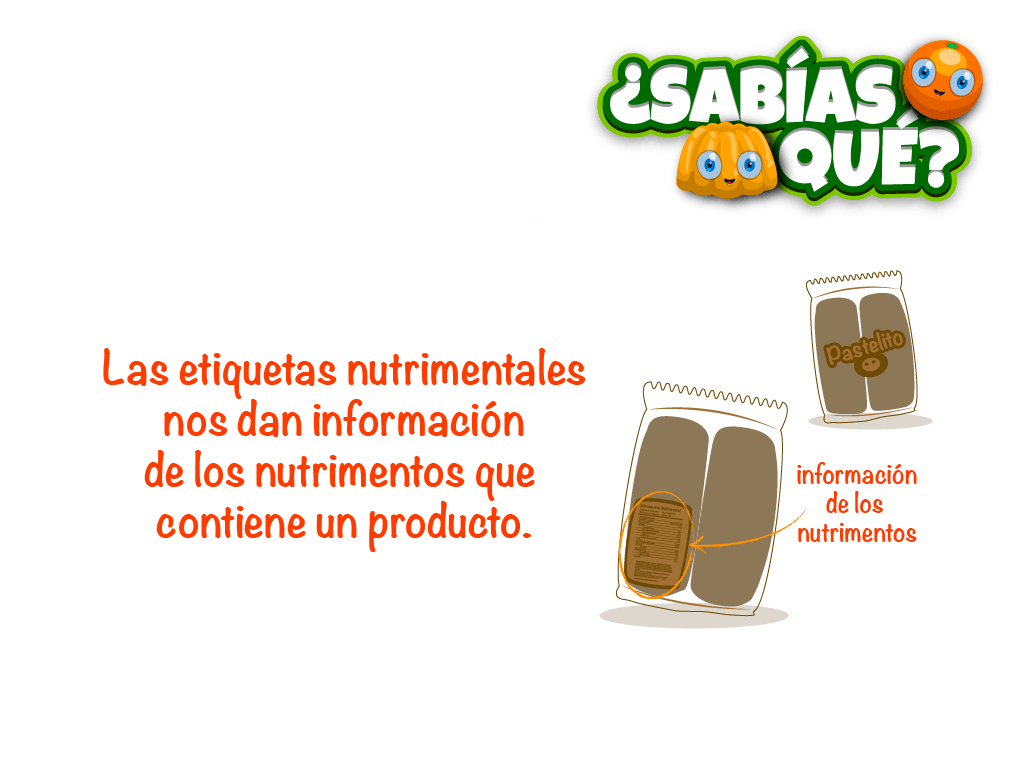 ¿SABÍAS
QUÉ?
Las etiquetas nutrimentales
nos dan información
de los nutrimentos que
contiene un producto.
Pastelito
información
de los
nutrimentos